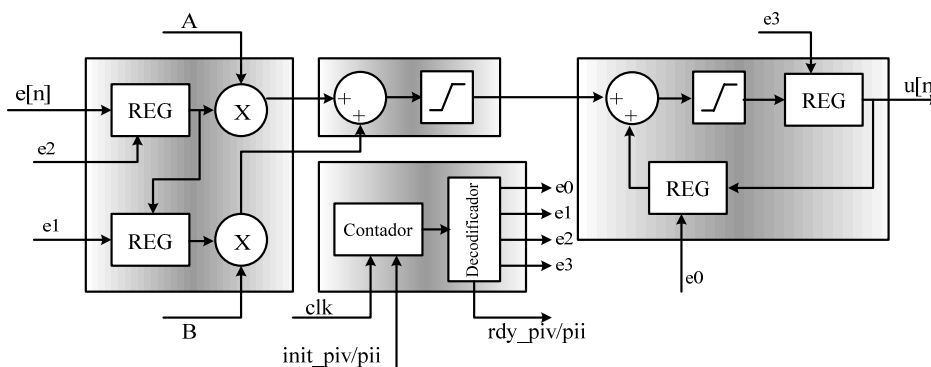 A
e3
e[n]
REG
X
+
+
+
+
REG
u[n]
e2
e1
REG
X
Contador
Decodificador
e0
e1
e2
e3
REG
e0
B
clk
rdy_piv/pii
init_piv/pii